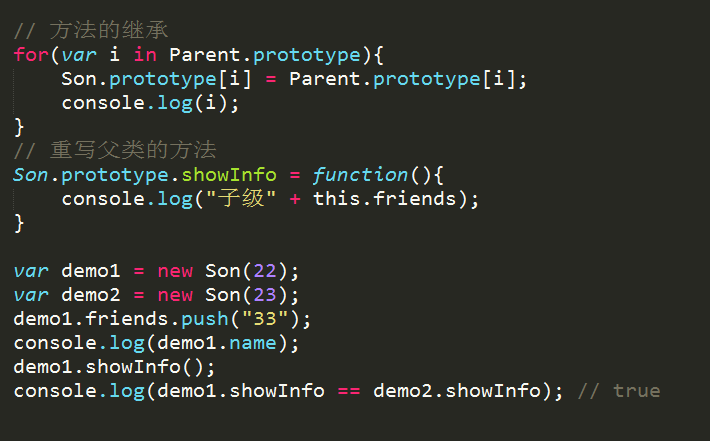 // 方法的继承
for(var i in Parent.prototype){
    Son.prototype[i] = Parent.prototype[i];
    console.log(i);
}
// 重写父类的方法
Son.prototype.showInfo = function(){
    console.log("子级" + this.friends);
}

var demo1 = new Son(22);
var demo2 = new Son(23);
demo1.friends.push("33");
console.log(demo1.name);
demo1.showInfo();
console.log(demo1.showInfo == demo2.showInfo); // true